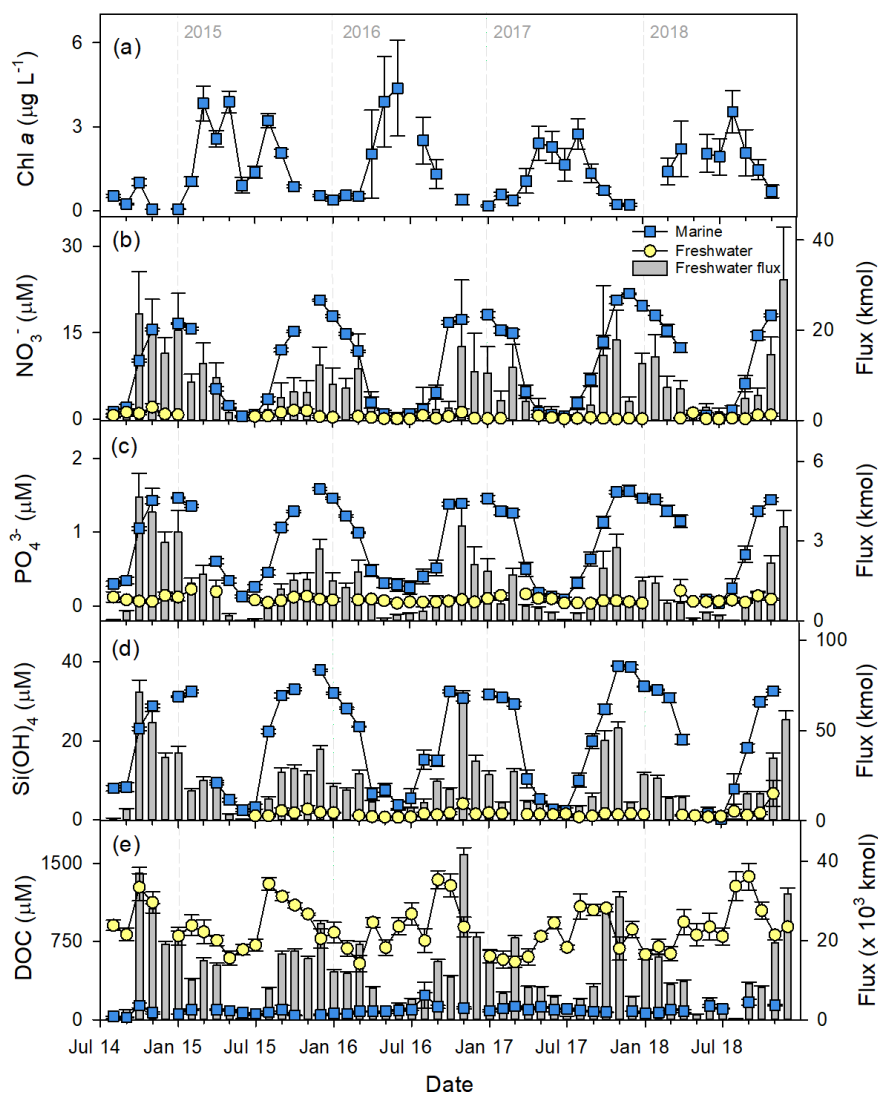 2015 2016 2017 2018
(a)
Chl a (µg L⁻¹)
6
3
0
(b)
NO₃⁻ (µM)
30
15
0
Marine
Freshwater
Freshwater flux
Flux (kmol)
40
20
0
(c)
PO₄³⁻ (µM)
2
1
0
Flux (kmol)
6
3
0
(d)
Si(OH)₄ (µM)
40
20
0
Flux (kmol)
100
50
0
(e)
DOC (µM)
1500
750
0
Flux (x 10³ kmol)
40
20
0
Jul 14 Jan 15 Jul 15 Jan 16 Jul 16 Jan 17 Jul 17 Jan 18 Jul 18
Date